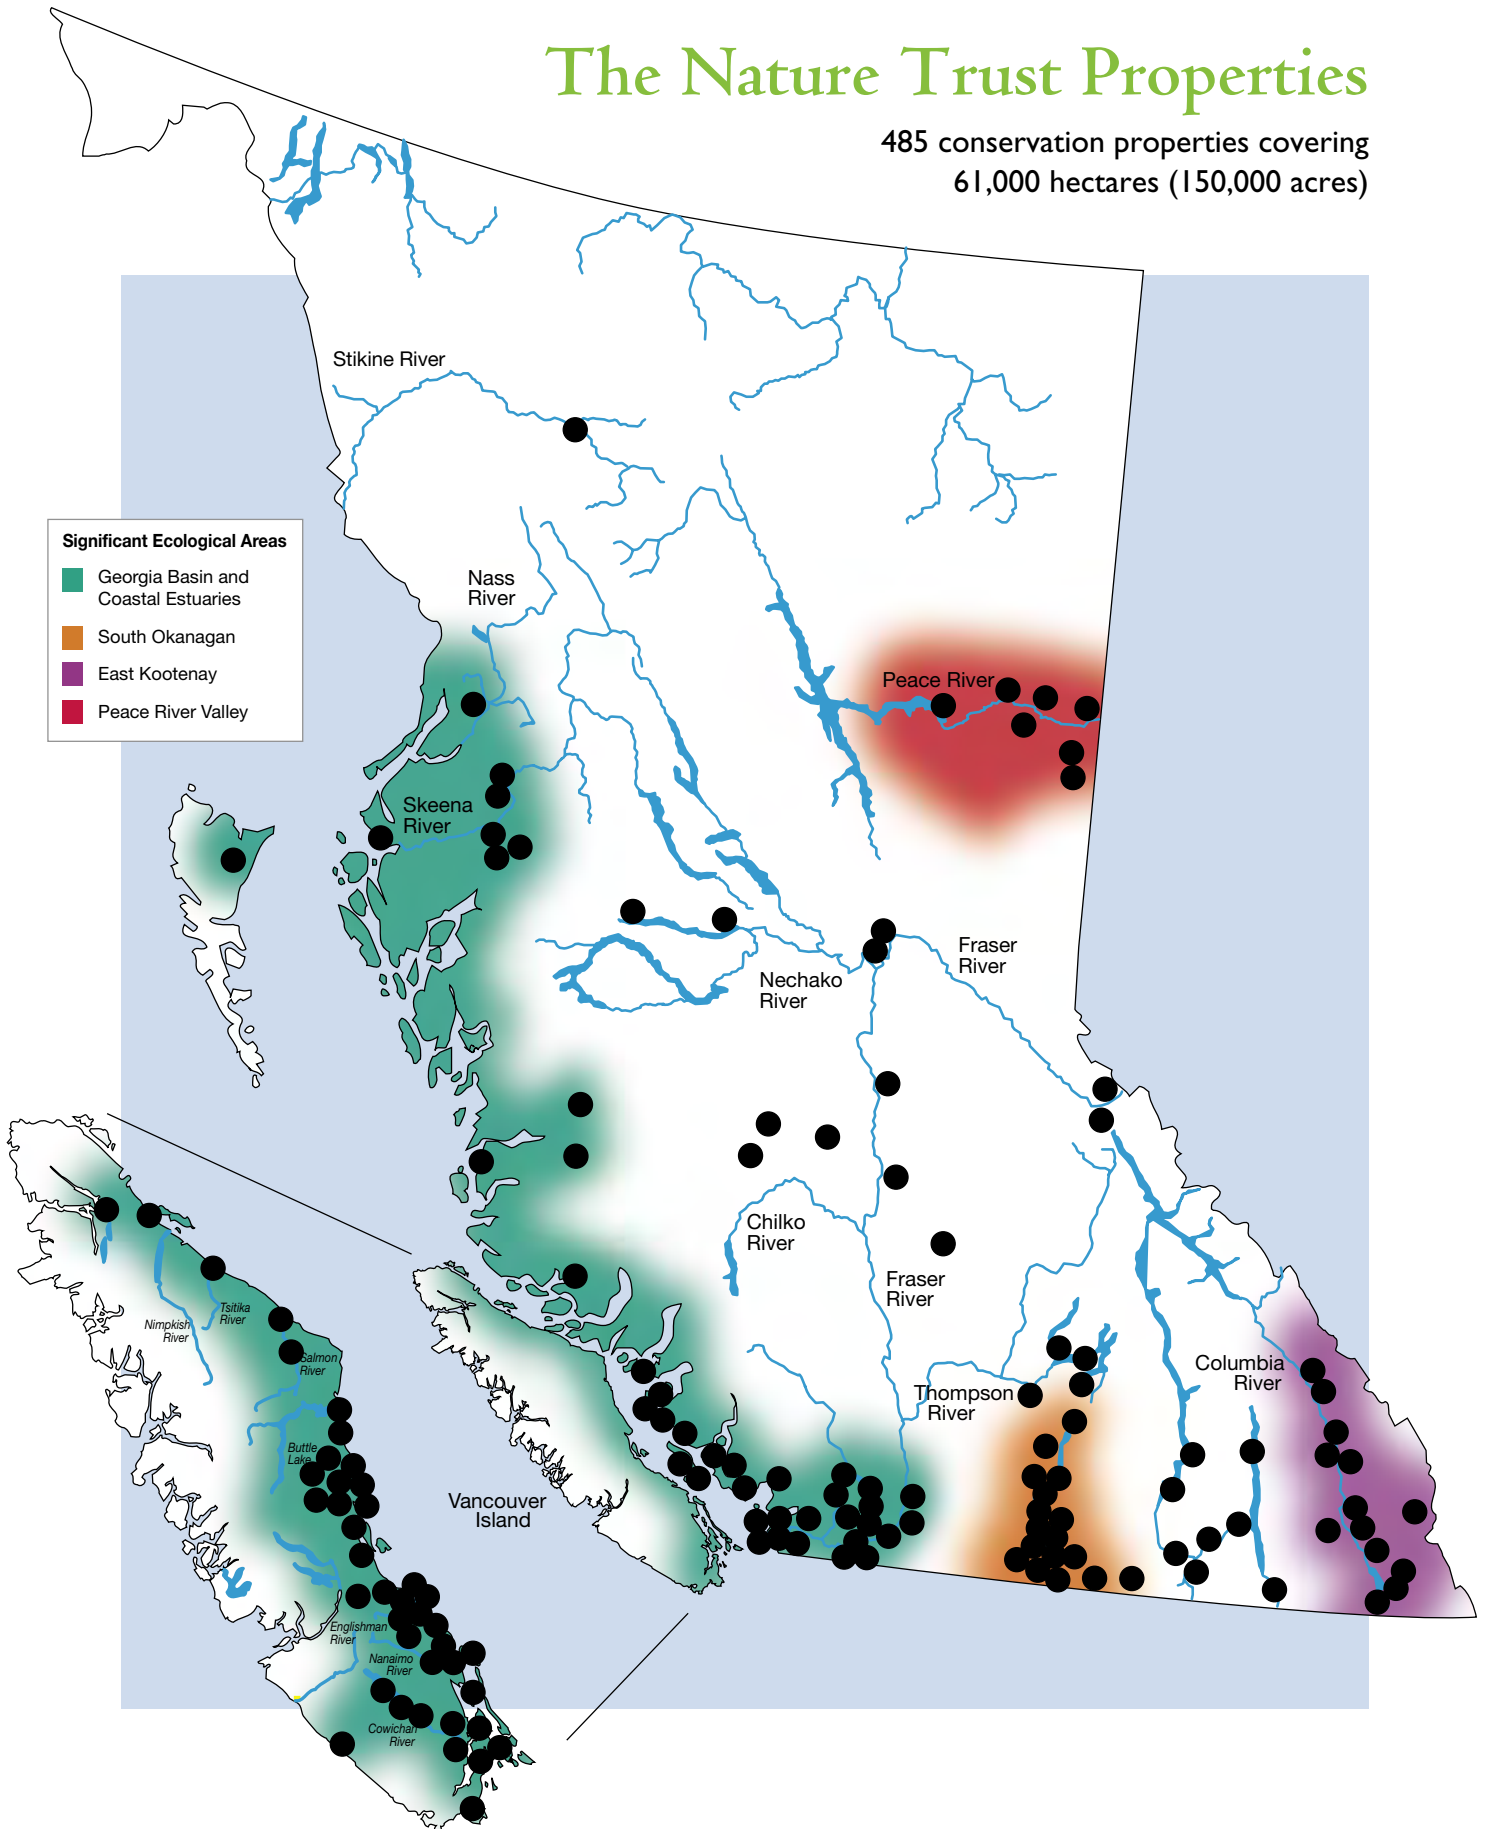 The Nature Trust Properties
485 conservation properties covering
61,000 hectares (150,000 acres)
Stikine River
Significant Ecological Areas
Georgia Basin and
Coastal Estuaries
South Okanagan
East Kootenay
Peace River Valley
Nass
River
Peace River
Skeena
River
Nechako
River
Fraser
River
Chilko
River
Fraser
River
Tsitika
River
Nimpkish
River
Salmon
River
Columbia
River
Thompson
River
Buttle
Lake
Vancouver
Island
Englishman
River
Nanaimo
River
Cowichan
River